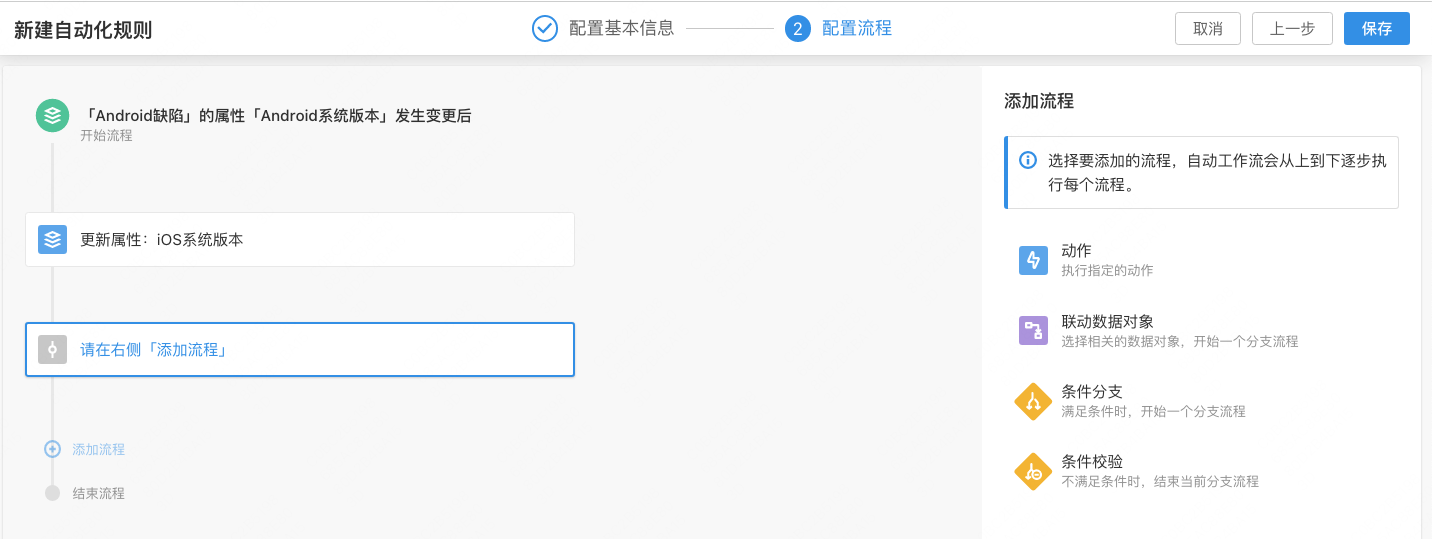 新建自动化规则
配置基本信息
2 配置流程
取消
上一步
保存
「Android缺陷」的属性「Android系统版本」发生变更后
开始流程
更新属性：iOS系统版本
请在右侧「添加流程」
添加流程
结束流程
添加流程
选择要添加的流程，自动工作流会从上到下逐步执
行每个流程。
动作
执行指定的动作
联动数据对象
选择相关的数据对象，开始一个分支流程
条件分支
满足条件时，开始一个分支流程
条件校验
不满足条件时，结束当前分支流程